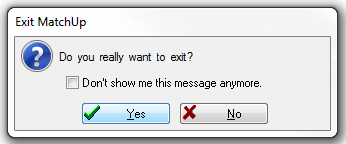 Exit MatchUp
Do you really want to exit?
Don't show me this message anymore.
Yes
No